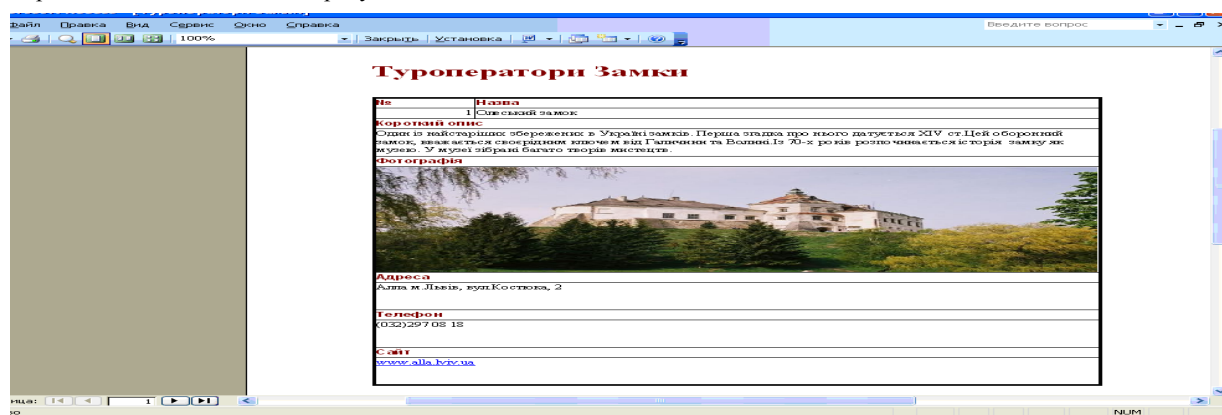 Файл Правка Вид Сервис Окно Справка Введите вопрос
100% Закрыть Установка
Туроператори Замки
№ Назва
1 Олеський замок
Короткий опис
Один із найстаріших збережених в Україні замків. Перша згадка про нього датується XIV ст.Цей оборонний
замок, вважається своєрідним ключем від Галичини та Волині.Із 70-х років розпочинається історія замку як
музею. У музеї зібрані багато творів мистецтв.
Фотографія
Адреса
Алла м.Львів, вул.Костюка, 2
Телефон
(032)297 08 18
Сайт
www.alla.lviv.ua
1
NUM